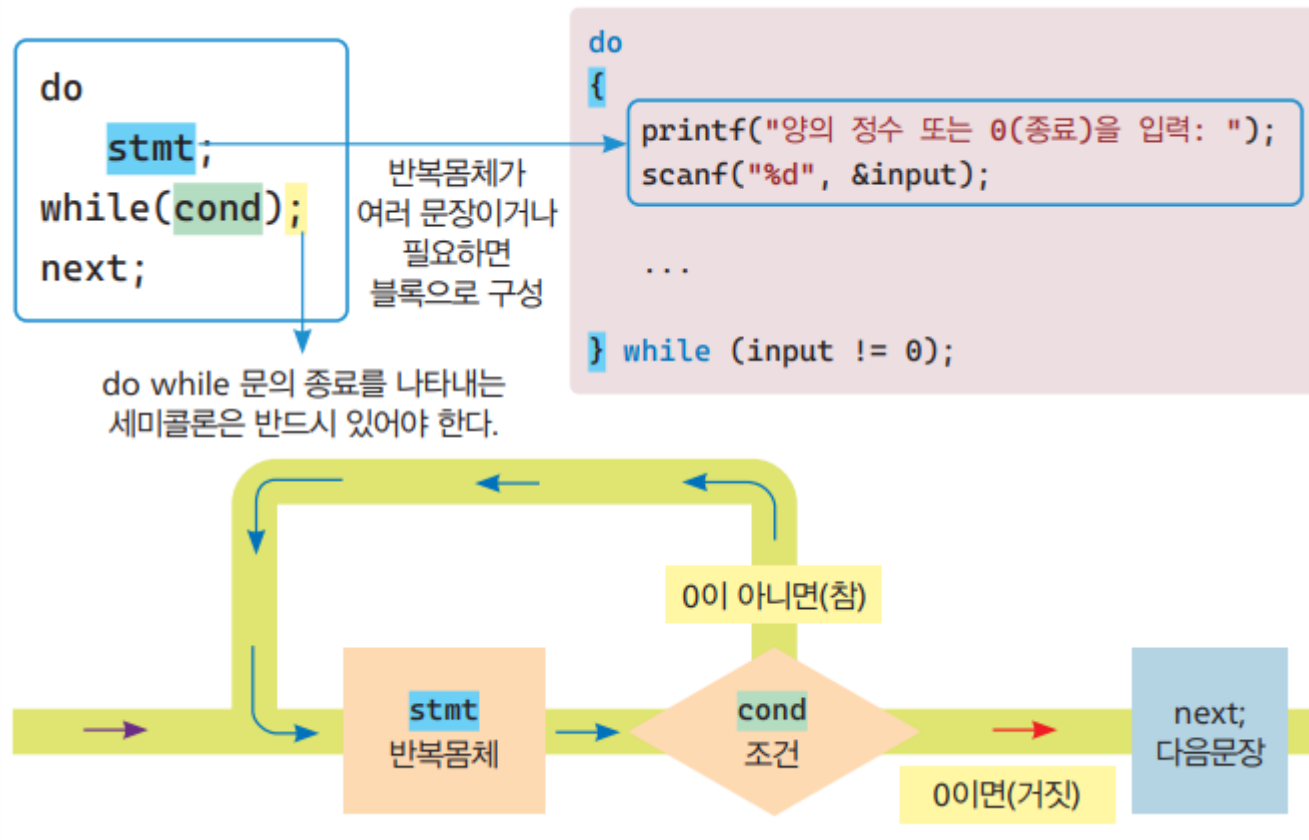 do
stmt;
while(cond);
next;
반복몸체가
여러 문장이거나
필요하면
블록으로 구성
do while 문의 종료를 나타내는
세미콜론은 반드시 있어야 한다.
do
{
printf("양의 정수 또는 0(종료)을 입력: ");
scanf("%d", &input);
...
} while (input != 0);
0이 아니면(참)
stmt
반복몸체
cond
조건
0이면(거짓)
next;
다음문장